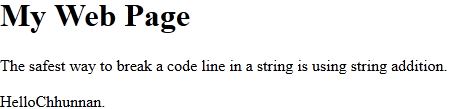 My Web Page
The safest way to break a code line in a string is using string addition.
HelloChhunnan.